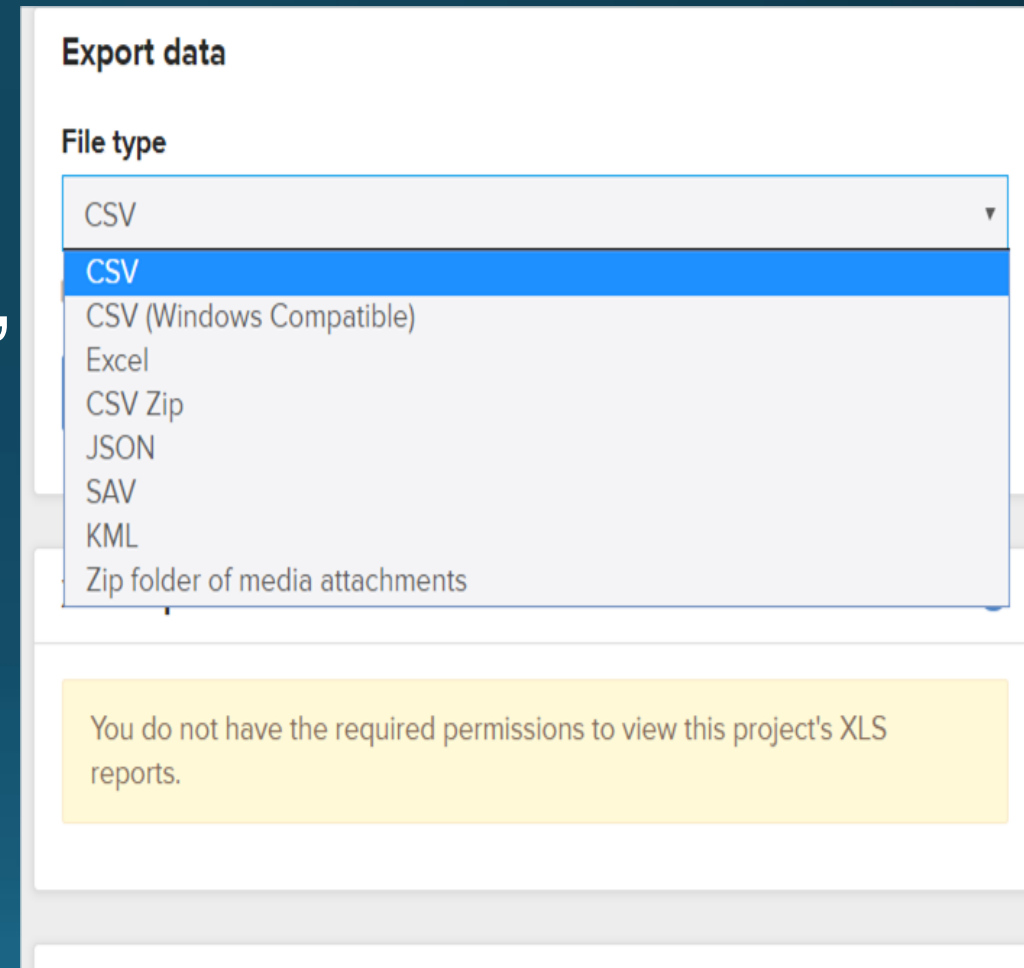 Export data
File type
CSV
CSV
CSV (Windows Compatible)
Excel
CSV Zip
JSON
SAV
KML
Zip folder of media attachments
You do not have the required permissions to view this project's XLS
reports.